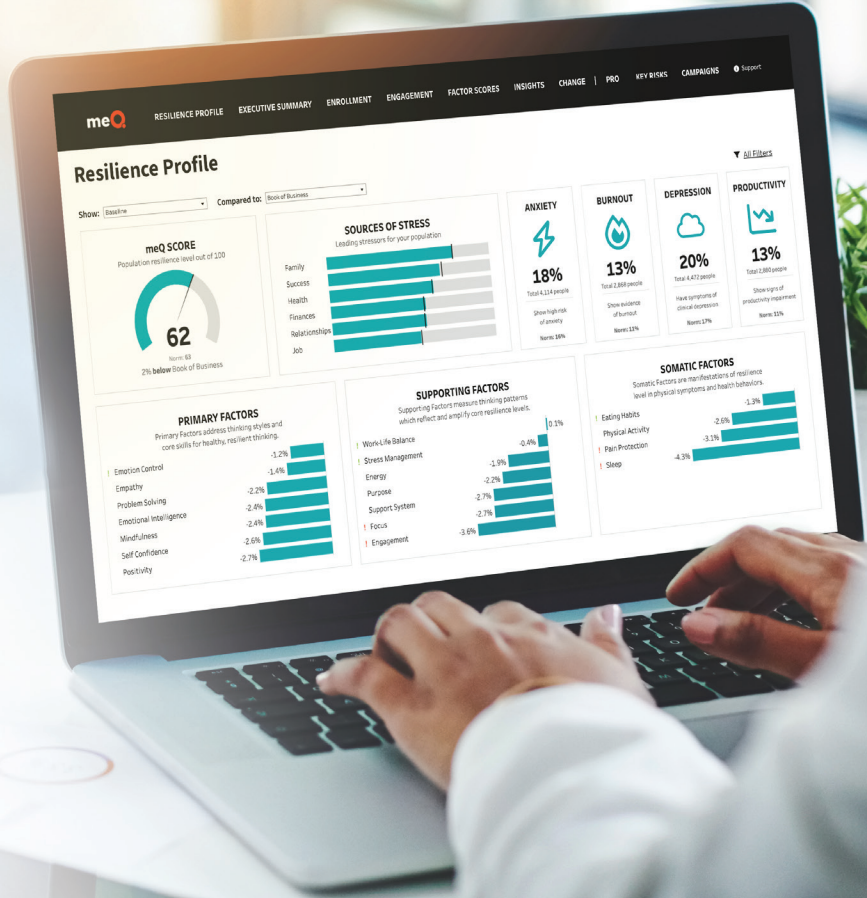 meQ
RESILIENCE PROFILE EXECUTIVE SUMMARY ENROLLMENT ENGAGEMENT FACTOR SCORES INSIGHTS CHANGE | PRO KEY RISKS CAMPAIGNS Support
Resilience Profile
All Filters
Show: Baseline Compared to: Book of Business
meQ SCORE
Population resilience level out of 100
62
Norm: 63
2% below Book of Business
SOURCES OF STRESS
Leading stressors for your population
Family
Success
Health
Finances
Relationships
Job
ANXIETY
18%
Total 4,114 people
Show high risk
of anxiety
Norm: 16%
BURNOUT
13%
Total 2,868 people
Show evidence
of burnout
Norm: 11%
DEPRESSION
20%
Total 4,472 people
Have symptoms of
clinical depression
Norm: 17%
PRODUCTIVITY
13%
Total 2,880 people
Show signs of
productivity impairment
Norm: 11%
PRIMARY FACTORS
Primary Factors address thinking styles and
core skills for healthy, resilient thinking.
! Emotion Control -1.2%
Empathy -1.4%
Problem Solving -2.2%
Emotional Intelligence -2.4%
Mindfulness -2.4%
Self Confidence -2.6%
Positivity -2.7%
SUPPORTING FACTORS
Supporting Factors measure thinking patterns
which reflect and amplify core resilience levels.
! Work-Life Balance 0.1%
! Stress Management -0.4%
Energy -1.9%
Purpose -2.2%
Support System -2.7%
! Focus -2.7%
! Engagement -3.6%
SOMATIC FACTORS
Somatic Factors are manifestations of resilience
level in physical symptoms and health behaviors.
! Eating Habits -1.3%
Physical Activity -2.6%
! Pain Protection -3.1%
! Sleep -4.3%